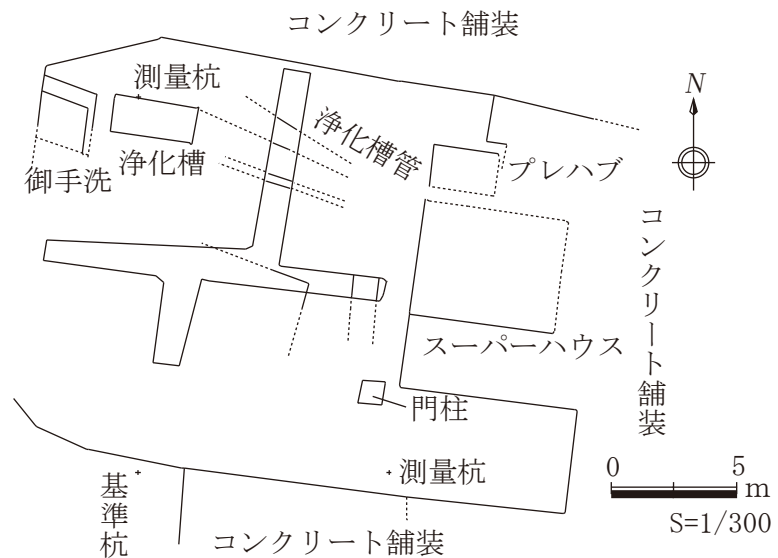 コンクリート舗装
測量杭
N
浄化槽管
浄化槽
御手洗
プレハブ
コンクリート舗装
スーパーハウス
門柱
測量杭
基準杭
コンクリート舗装
0 5
m
S=1/300